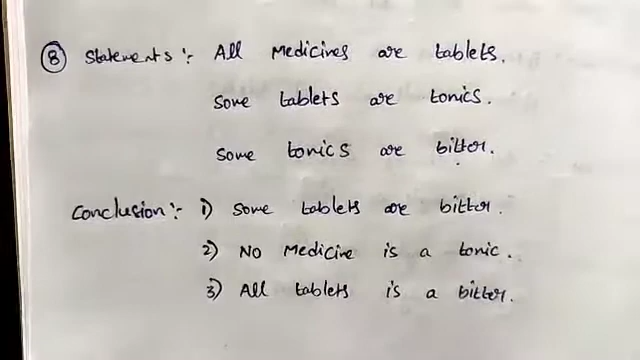 8 Statements :- All Medicines are tablets.
Some tablets are tonics.
Some tonics are bitter.
Conclusion :- 1) Some tablets are bitter.
2) No Medicine is a tonic.
3) All tablets is a bitter.